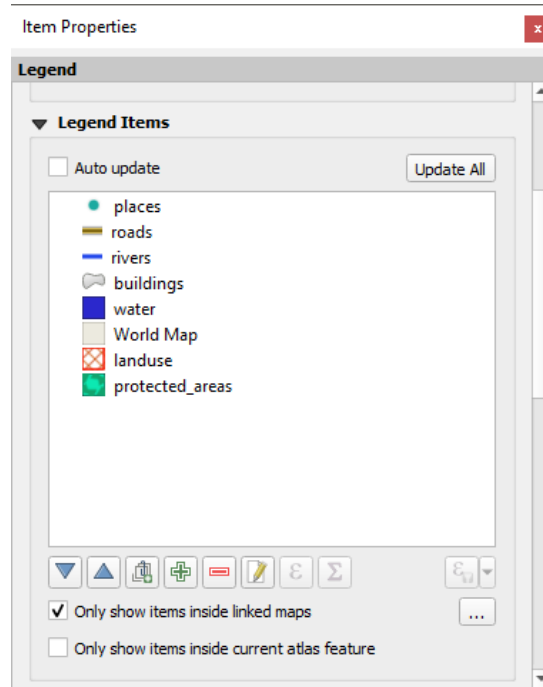 Item Properties
x
Legend
Legend Items
Auto update
Update All
places
roads
rivers
buildings
water
World Map
landuse
protected_areas
ε
Σ
ε
Only show items inside linked maps
...
Only show items inside current atlas feature